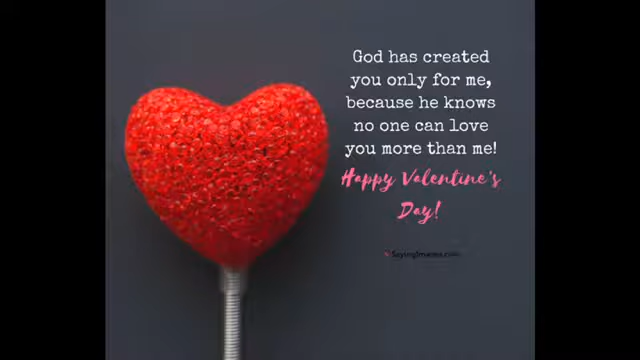 God has created
you only for me,
because he knows
no one can love
you more than me!
Happy Valentine's
Day!
SayingImages.com